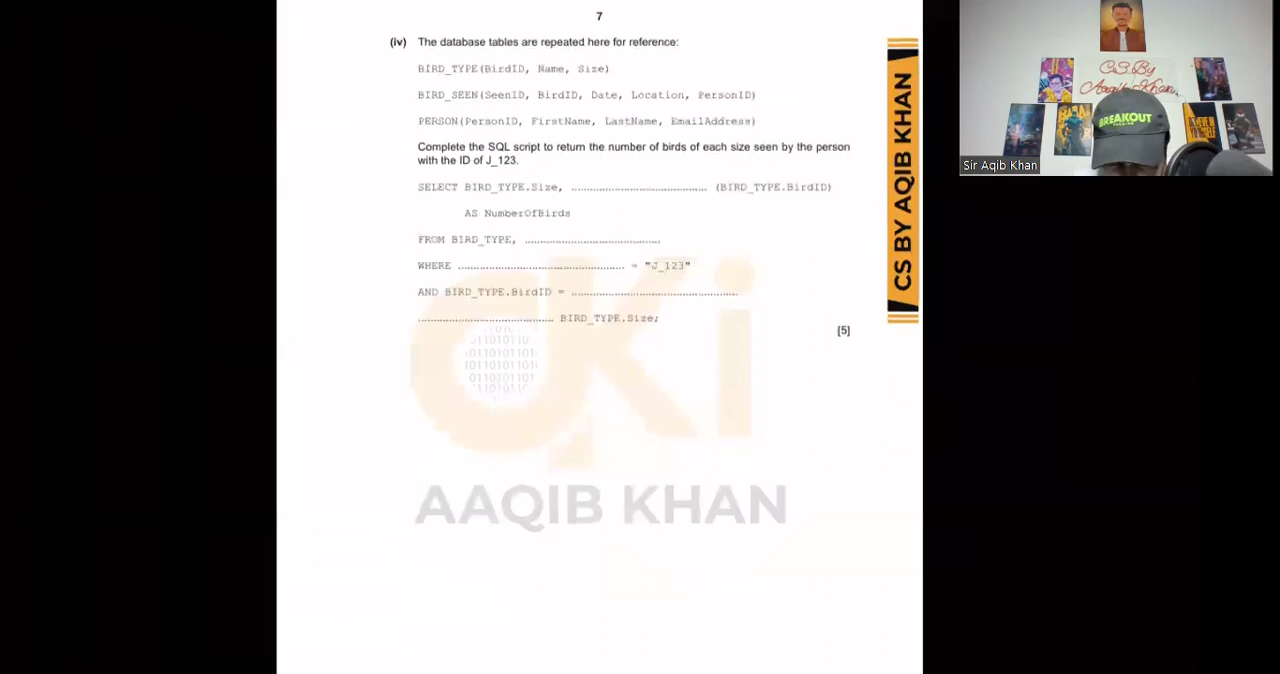 7
(iv) The database tables are repeated here for reference:
BIRD_TYPE(BirdID, Name, Size)
BIRD_SEEN(SeenID, BirdID, Date, Location, PersonID)
PERSON(PersonID, FirstName, LastName, EmailAddress)
Complete the SQL script to return the number of birds of each size seen by the person
with the ID of J_123.
SELECT BIRD_TYPE.Size, ........................................ (BIRD_TYPE.BirdID)
AS NumberOfBirds
FROM BIRD_TYPE, ........................................
WHERE .................................................. = "J_123"
AND BIRD_TYPE.BirdID = ..................................................
........................................ BIRD_TYPE.Size;
[5]
AAQIB KHAN
CS BY AAQIB KHAN
CS By
Aaqib Khan
BREAKOUT
Sir Aqib Khan